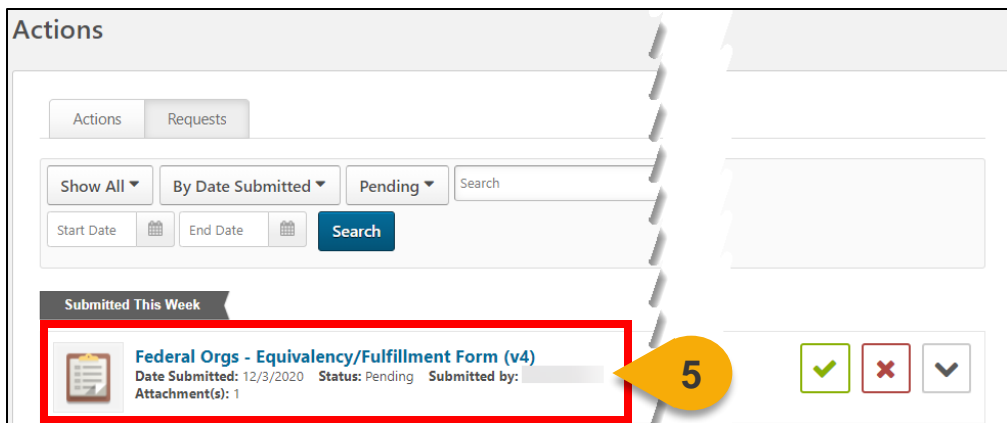 Actions
Actions Requests
Show All By Date Submitted Pending Search
Start Date End Date Search
Submitted This Week
Federal Orgs - Equivalency/Fulfillment Form (v4)
Date Submitted: 12/3/2020 Status: Pending Submitted by:
Attachment(s): 1
5